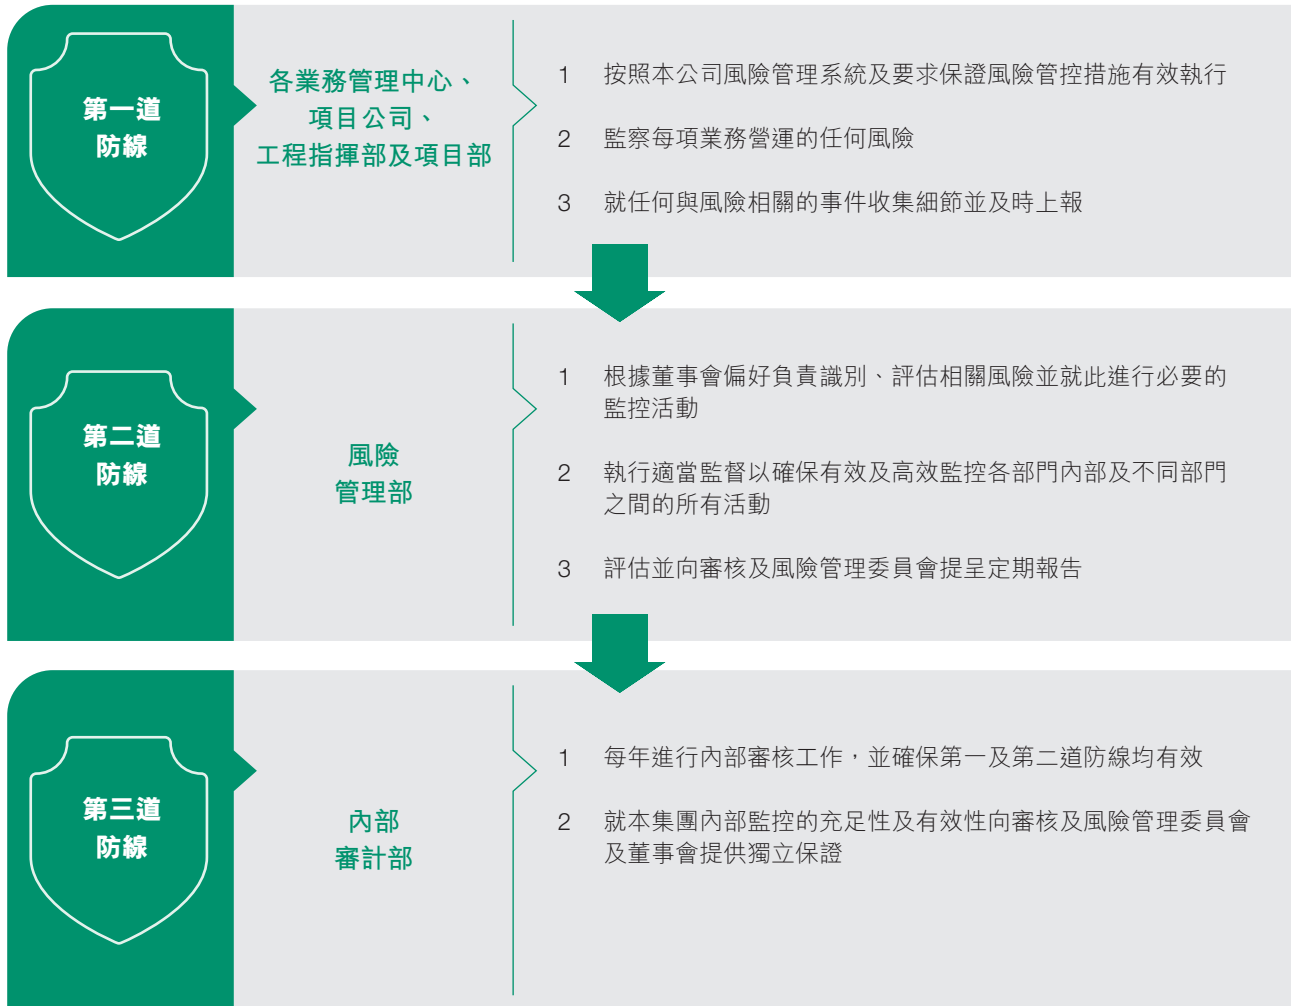 第一道
防線
各業務管理中心、
項目公司、
工程指揮部及項目部
1 按照本公司風險管理系統及要求保證風險管控措施有效執行
2 監察每項業務營運的任何風險
3 就任何與風險相關的事件收集細節並及時上報
第二道
防線
風險
管理部
1 根據董事會偏好負責識別、評估相關風險並就此進行必要的
監控活動
2 執行適當監督以確保有效及高效監控各部門內部及不同部門
之間的所有活動
3 評估並向審核及風險管理委員會提呈定期報告
第三道
防線
內部
審計部
1 每年進行內部審核工作，並確保第一及第二道防線均有效
2 就本集團內部監控的充足性及有效性向審核及風險管理委員會
及董事會提供獨立保證